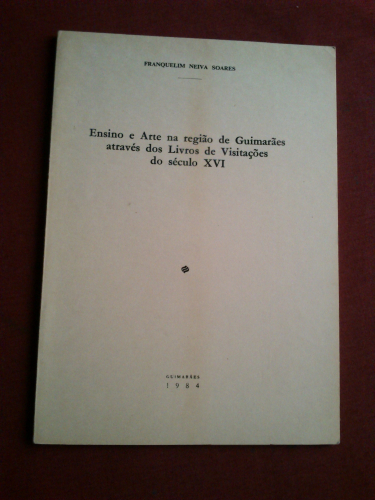 FRANQUELIM NEIVA SOARES
Ensino e Arte na região de Guimarães
através dos Livros de Visitações
do século XVI
GUIMARÃES
1984